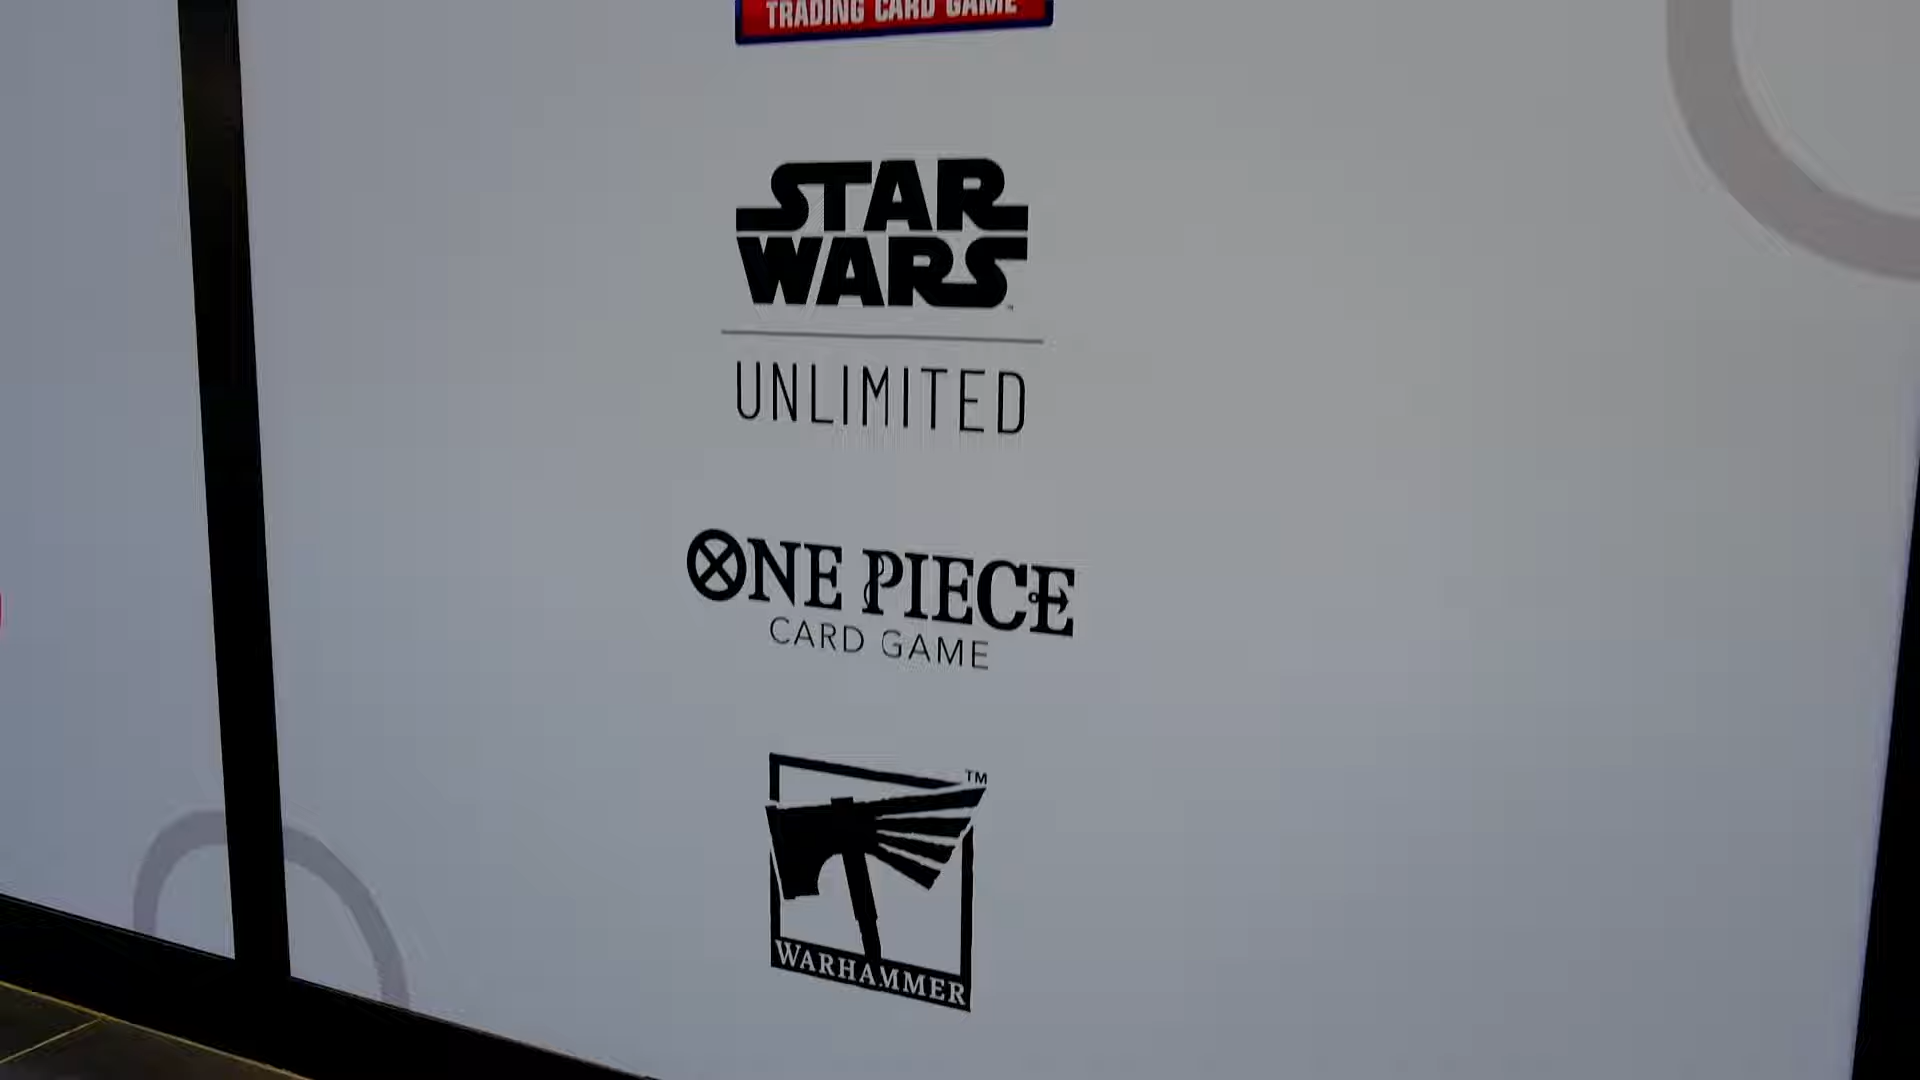 TRADING CARD GAME
STAR
WARS
UNLIMITED
ONE PIECE
CARD GAME
TM
WARHAMMER